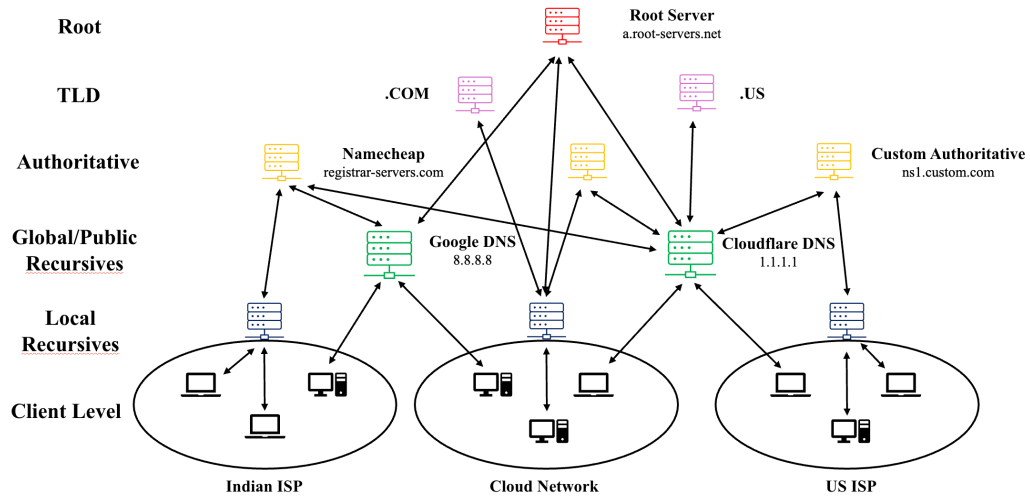 Root
Root Server
a.root-servers.net
TLD
.COM
.US
Authoritative
Namecheap
registrar-servers.com
Custom Authoritative
ns1.custom.com
Global/Public
Recursives
Google DNS
8.8.8.8
Cloudflare DNS
1.1.1.1
Local
Recursives
Client Level
Indian ISP
Cloud Network
US ISP